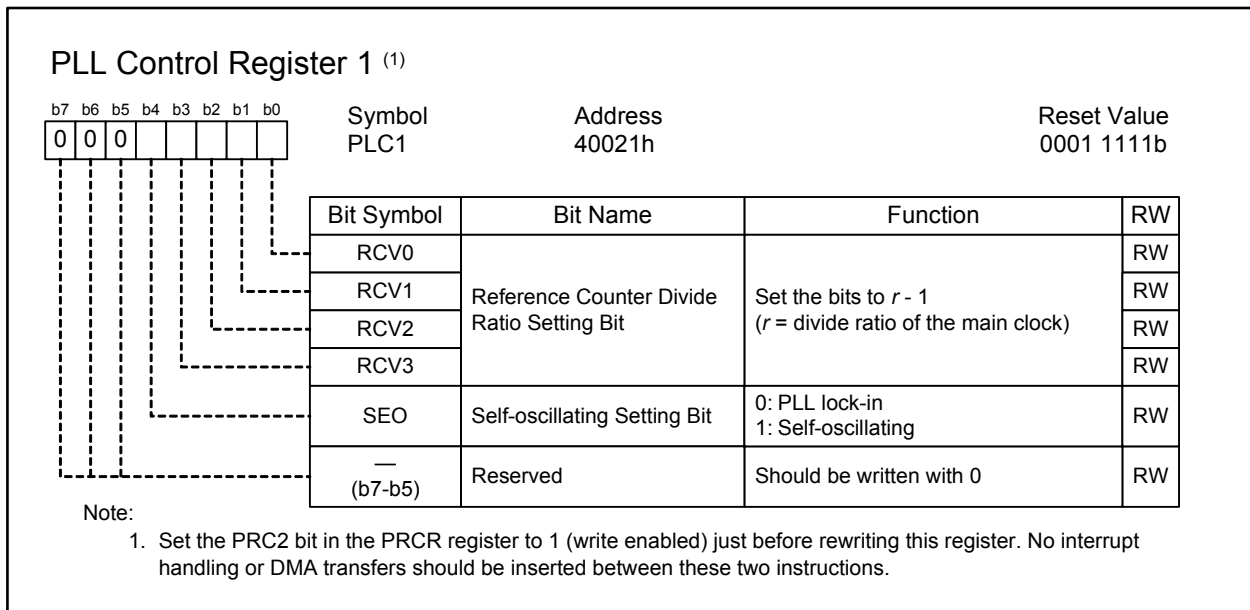 PLL Control Register 1 (1)
b7 b6 b5 b4 b3 b2 b1 b0
0 0 0
Symbol Address Reset Value
PLC1 40021h 0001 1111b
Bit Symbol Bit Name Function RW
RCV0 RW
RCV1 RW
RCV2 RW
RCV3 RW
Reference Counter Divide
Ratio Setting Bit
Set the bits to r - 1
(r = divide ratio of the main clock)
SEO Self-oscillating Setting Bit 0: PLL lock-in RW
1: Self-oscillating
— Reserved Should be written with 0 RW
(b7-b5)
Note:
1. Set the PRC2 bit in the PRCR register to 1 (write enabled) just before rewriting this register. No interrupt
handling or DMA transfers should be inserted between these two instructions.